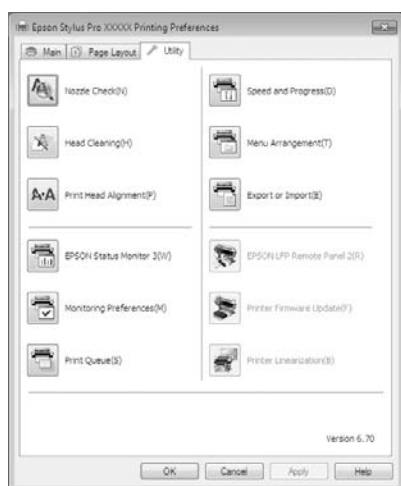 Epson Stylus Pro XXXXX Printing Preferences
Main Page Layout Utility
Nozzle Check(N)
Speed and Progress(D)
Head Cleaning(H)
Menu Arrangement(T)
A·A Print Head Alignment(P)
Export or Import(E)
EPSON Status Monitor 3(W)
EPSON LFP Remote Panel 2(R)
Monitoring Preferences(M)
Printer Firmware Update(F)
Print Queue(S)
Printer Linearization(B)
Version 6.70
OK Cancel Apply Help